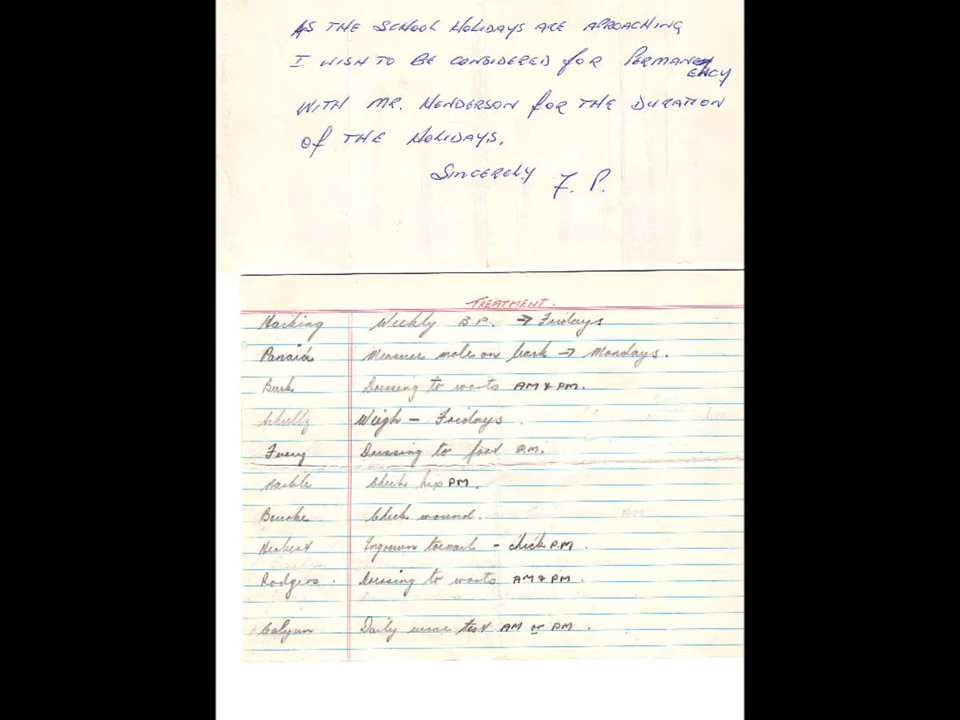 AS THE SCHOOL HOLIDAYS ARE APROACHING
I WISH TO BE CONSIDERED FOR PERMANENCY
WITH MR. HENDERSON FOR THE DURATION
OF THE HOLIDAYS.
SINCERELY F. P.
TREATMENT.
Hacking Weekly B.P. → Fridays
Measure mole on back → Mondays.
Dressing to warts AM & PM.
Weigh - Fridays.
Dressing to foot P.M.
Check PM.
Bourke Check wound.
Herbert Ingrown toenail - check P.M.
Rodgers. Dressing to warts AM & PM.
Daily urine test AM or PM.